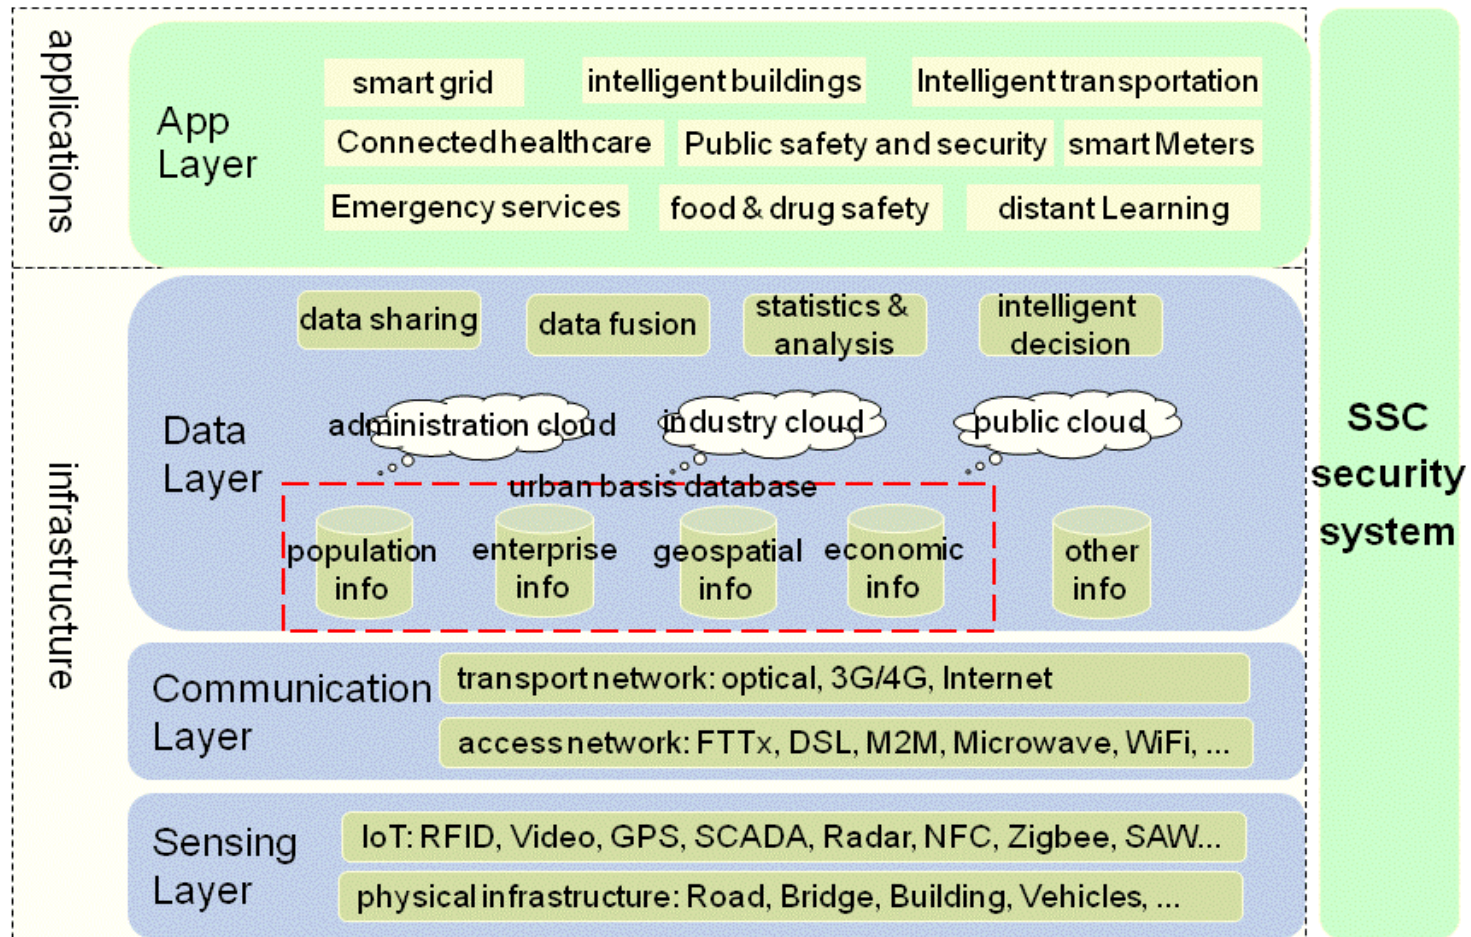 applications
App
Layer
smart grid
intelligent buildings
Intelligent transportation
Connected healthcare
Public safety and security
smart Meters
Emergency services
food & drug safety
distant Learning
infrastructure
Data
Layer
data sharing
data fusion
statistics &
analysis
intelligent
decision
administration cloud
industry cloud
public cloud
urban basis database
population
info
enterprise
info
geospatial
info
economic
info
other
info
Communication
Layer
transport network: optical, 3G/4G, Internet
access network: FTTx, DSL, M2M, Microwave, WiFi, ...
Sensing
Layer
IoT: RFID, Video, GPS, SCADA, Radar, NFC, Zigbee, SAW...
physical infrastructure: Road, Bridge, Building, Vehicles, ...
SSC
security
system